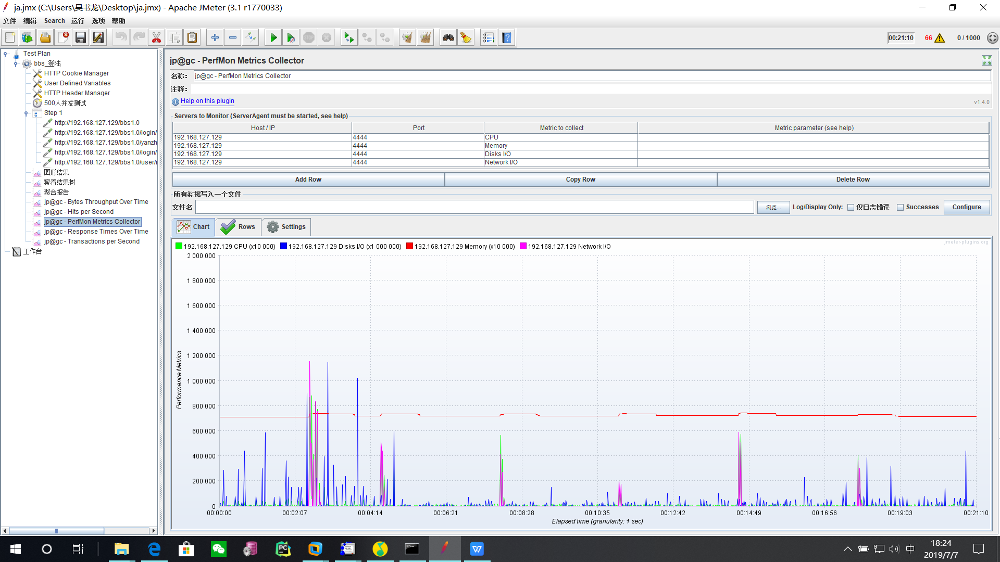 ja.jmx (C:\Users\吴书龙\Desktop\ja.jmx) - Apache JMeter (3.1 r1770033)
文件 编辑 Search 运行 选项 帮助
00:21:10 66 0 / 1000
Test Plan
bbs_登陆
HTTP Cookie Manager
User Defined Variables
HTTP Header Manager
500人并发测试
Step 1
http://192.168.127.129/bbs1.0
http://192.168.127.129/bbs1.0/login/
http://192.168.127.129/bbs1.0/yanzh
http://192.168.127.129/bbs1.0/login/
http://192.168.127.129/bbs1.0/user/i
图形结果
察看结果树
聚合报告
jp@gc - Bytes Throughput Over Time
jp@gc - Hits per Second
jp@gc - PerfMon Metrics Collector
jp@gc - Response Times Over Time
jp@gc - Transactions per Second
工作台
jp@gc - PerfMon Metrics Collector
名称： jp@gc - PerfMon Metrics Collector
注释：
Help on this plugin v1.4.0
Servers to Monitor (ServerAgent must be started, see help)
Host / IP Port Metric to collect Metric parameter (see help)
192.168.127.129 4444 CPU
192.168.127.129 4444 Memory
192.168.127.129 4444 Disks I/O
192.168.127.129 4444 Network I/O
Add Row Copy Row Delete Row
所有数据写入一个文件
文件名 浏览... Log/Display Only: 仅日志错误 Successes Configure
Chart Rows Settings
jmeter-plugins.org
192.168.127.129 CPU (x10 000) 192.168.127.129 Disks I/O (x1 000 000) 192.168.127.129 Memory (x10 000) 192.168.127.129 Network I/O
2 000 000
1 800 000
1 600 000
1 400 000
1 200 000
1 000 000
800 000
600 000
400 000
200 000
0
Performance Metrics
00:00:00 00:02:07 00:04:14 00:06:21 00:08:28 00:10:35 00:12:42 00:14:49 00:16:56 00:19:03 00:21:10
Elapsed time (granularity: 1 sec)
PC
W
中
18:24
2019/7/7